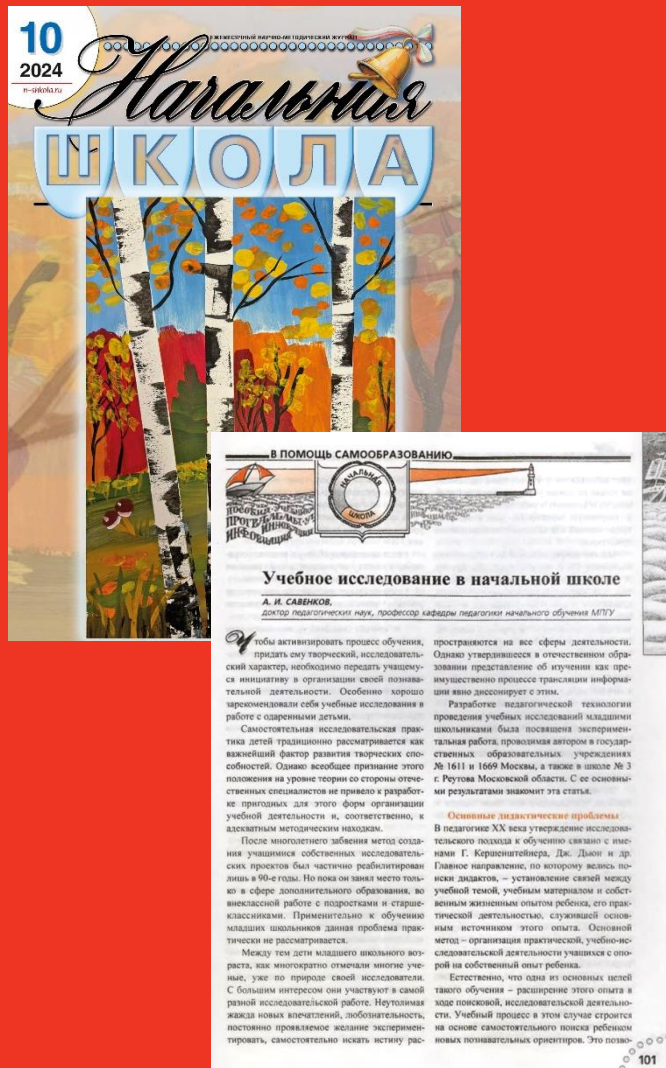 10
2024
n-shkola.ru
ЕЖЕМЕСЯЧНЫЙ НАУЧНО-МЕТОДИЧЕСКИЙ ЖУРНАЛ
Начальная
ШКОЛА
В ПОМОЩЬ САМООБРАЗОВАНИЮ
НАЧАЛЬНАЯ
ШКОЛА
Учебное исследование в начальной школе
А. И. САВЕНКОВ,
доктор педагогических наук, профессор кафедры педагогики начального обучения МПГУ
Чтобы активизировать процесс обучения,
придать ему творческий, исследователь-
ский характер, необходимо передать учащему-
ся инициативу в организации своей познава-
тельной деятельности. Особенно хорошо
зарекомендовали себя учебные исследования в
работе с одаренными детьми.
Самостоятельная исследовательская прак-
тика детей традиционно рассматривается как
важнейший фактор развития творческих спо-
собностей. Однако всеобщее признание этого
положения на уровне теории со стороны отече-
ственных специалистов не привело к разработ-
ке пригодных для этого форм организации
учебной деятельности и, соответственно, к
адекватным методическим находкам.
После многолетнего забвения метод созда-
ния учащимися собственных исследователь-
ских проектов был частично реабилитирован
лишь в 90-е годы. Но пока он занял место толь-
ко в сфере дополнительного образования, во
внеклассной работе с подростками и старше-
классниками. Применительно к обучению
младших школьников данная проблема прак-
тически не рассматривается.
Между тем дети младшего школьного воз-
раста, как многократно отмечали многие уче-
ные, уже по природе своей исследователи.
С большим интересом они участвуют в самой
разной исследовательской работе. Неутолимая
жажда новых впечатлений, любознательность,
постоянно проявляемое желание эксперимен-
тировать, самостоятельно искать истину рас-
пространяются на все сферы деятельности.
Однако утвердившееся в отечественном обра-
зовании представление об изучении как пре-
имущественно процессе трансляции информа-
ции явно диссонирует с этим.
Разработке педагогической технологии
проведения учебных исследований младшими
школьниками была посвящена эксперимен-
тальная работа, проводимая автором в государ-
ственных образовательных учреждениях
№ 1611 и 1669 Москвы, а также в школе № 3
г. Реутова Московской области. С ее основны-
ми результатами знакомит эта статья.
Основные дидактические проблемы
В педагогике XX века утверждение исследова-
тельского подхода к обучению связано с име-
нами Г. Кершенштейнера, Дж. Дьюи и др.
Главное направление, по которому велись по-
иски дидактов, – установление связей между
учебной темой, учебным материалом и собст-
венным жизненным опытом ребенка, его прак-
тической деятельностью, служившей основ-
ным источником этого опыта. Основной
метод – организация практической, учебно-ис-
следовательской деятельности учащихся с опо-
рой на собственный опыт ребенка.
Естественно, что одна из основных целей
такого обучения – расширение этого опыта в
ходе поисковой, исследовательской деятельно-
сти. Учебный процесс в этом случае строится
на основе самостоятельного поиска ребенком
новых познавательных ориентиров. Это позво-
101